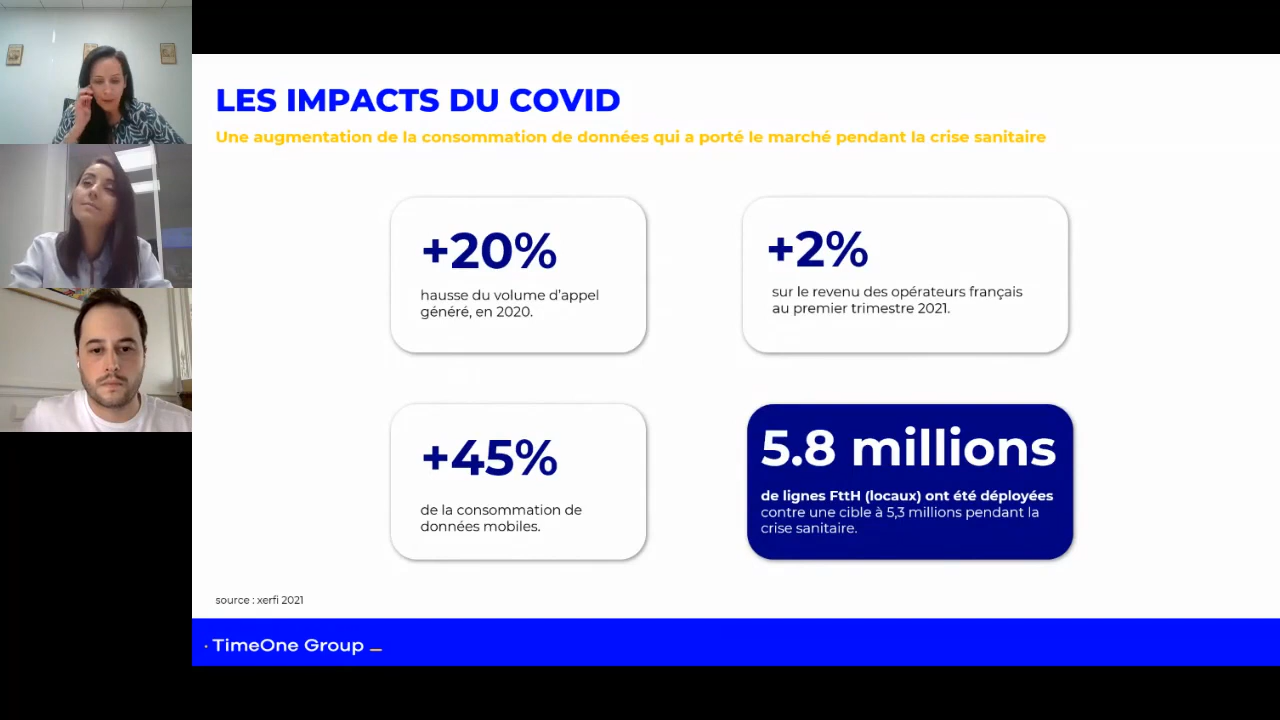 LES IMPACTS DU COVID
Une augmentation de la consommation de données qui a porté le marché pendant la crise sanitaire
+20%
hausse du volume d'appel
généré, en 2020.
+2%
sur le revenu des opérateurs français
au premier trimestre 2021.
+45%
de la consommation de
données mobiles.
5.8 millions
de lignes FttH (locaux) ont été déployées
contre une cible à 5,3 millions pendant la
crise sanitaire.
source : xerfi 2021
· TimeOne Group _